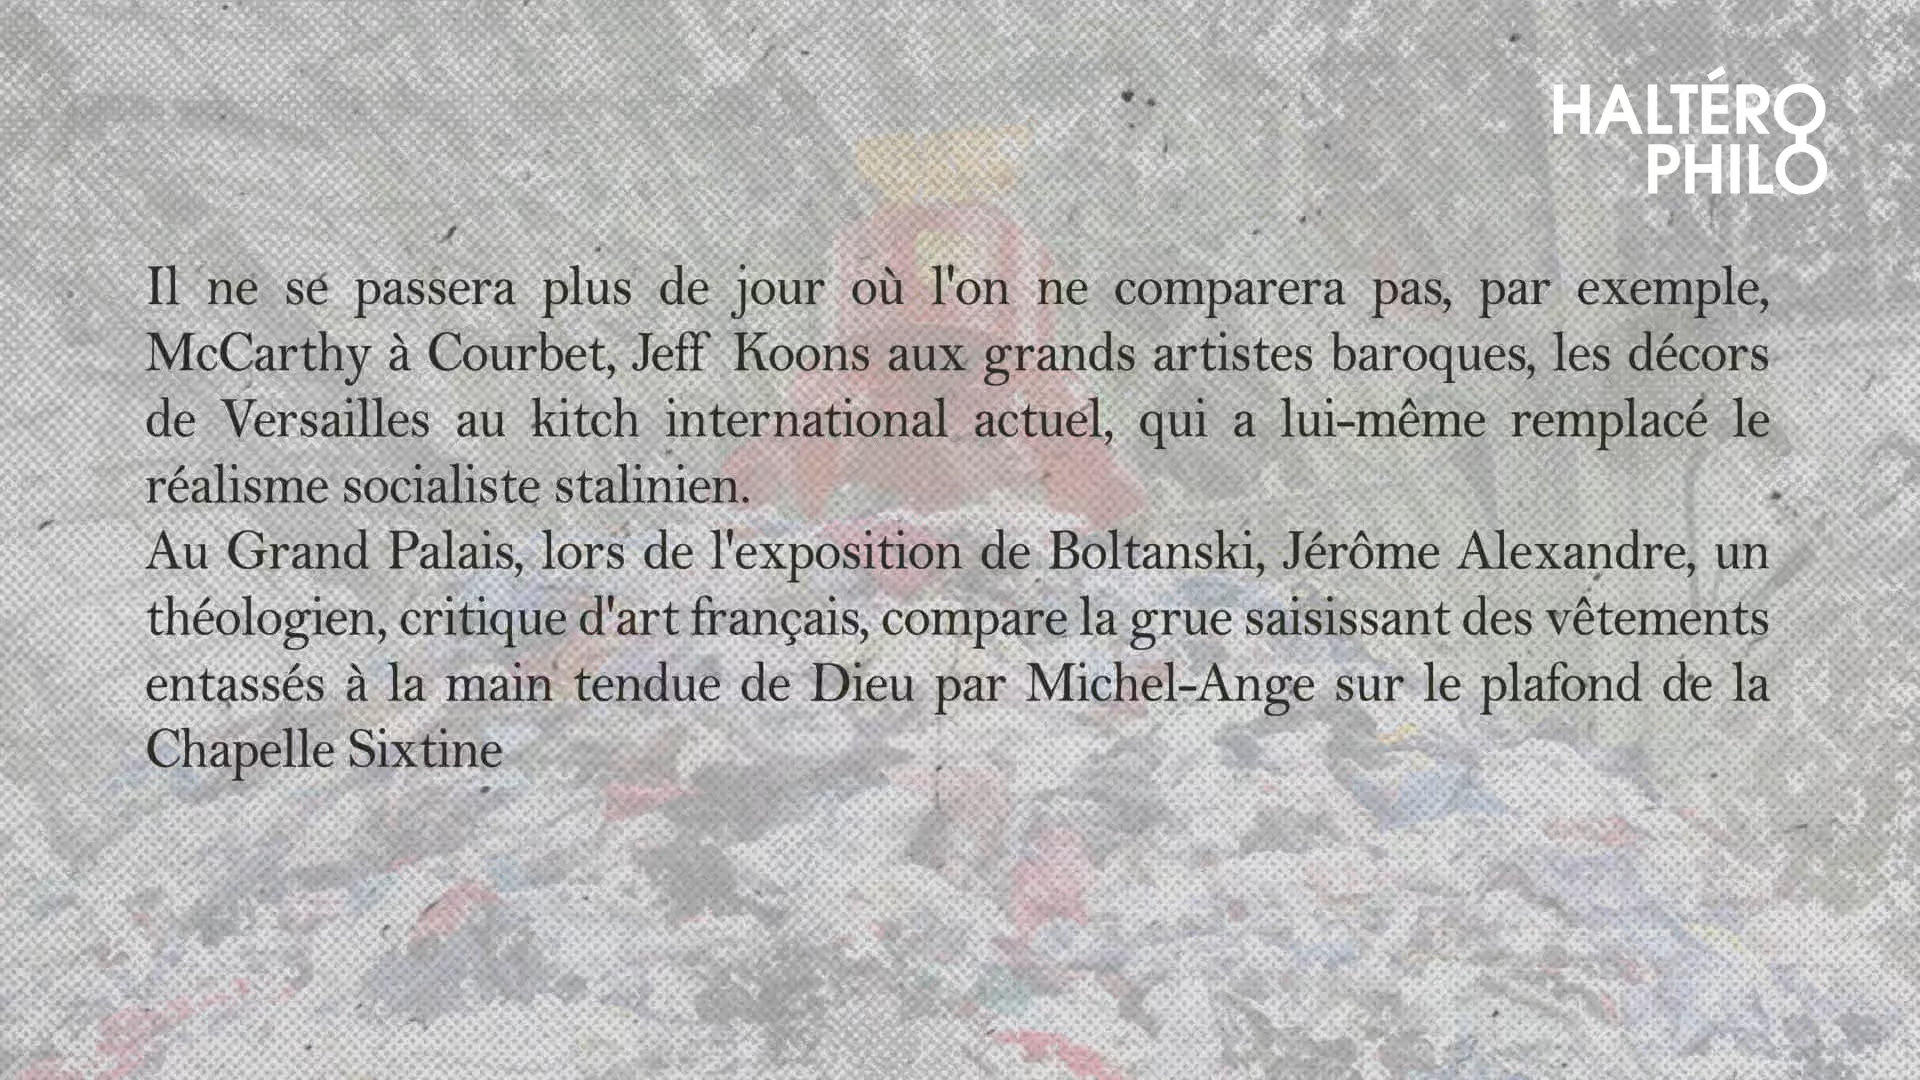 HALTÉRO
PHILO
Il ne se passera plus de jour où l'on ne comparera pas, par exemple,
McCarthy à Courbet, Jeff Koons aux grands artistes baroques, les décors
de Versailles au kitch international actuel, qui a lui-même remplacé le
réalisme socialiste stalinien.
Au Grand Palais, lors de l'exposition de Boltanski, Jérôme Alexandre, un
théologien, critique d'art français, compare la grue saisissant des vêtements
entassés à la main tendue de Dieu par Michel-Ange sur le plafond de la
Chapelle Sixtine